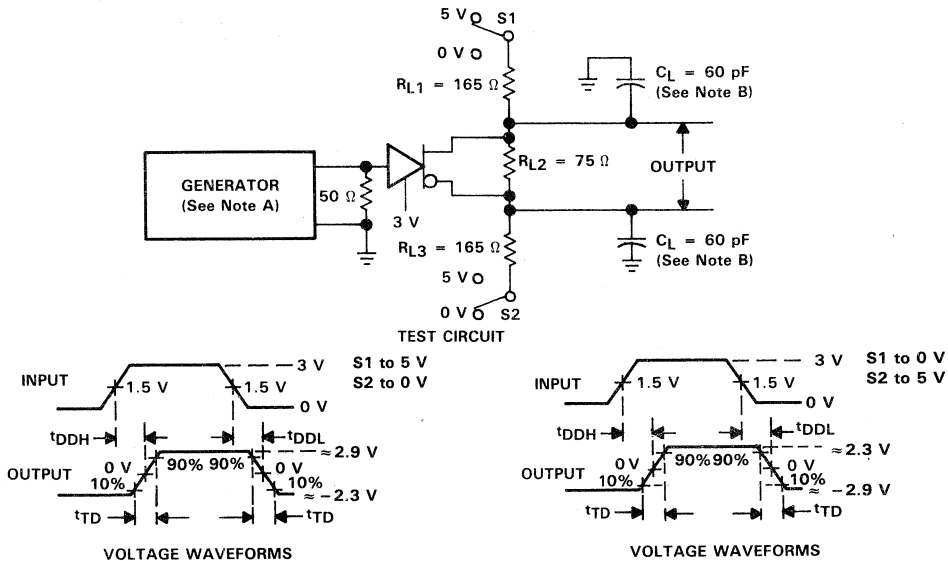 5 V S1
0 V
RL1 = 165 Ω
CL = 60 pF
(See Note B)
GENERATOR
(See Note A)
50 Ω
3 V
RL2 = 75 Ω
OUTPUT
RL3 = 165 Ω
CL = 60 pF
(See Note B)
5 V
0 V S2
TEST CIRCUIT
INPUT
1.5 V
1.5 V
3 V
0 V
S1 to 5 V
S2 to 0 V
tDDH
tDDL
OUTPUT
0 V
10%
90% 90%
0 V
10%
≈2.9 V
≈−2.3 V
tTD
tTD
VOLTAGE WAVEFORMS
INPUT
1.5 V
1.5 V
3 V
0 V
S1 to 0 V
S2 to 5 V
tDDH
tDDL
OUTPUT
0 V
10%
90% 90%
0 V
10%
≈2.3 V
≈ −2.9 V
tTD
tTD
VOLTAGE WAVEFORMS